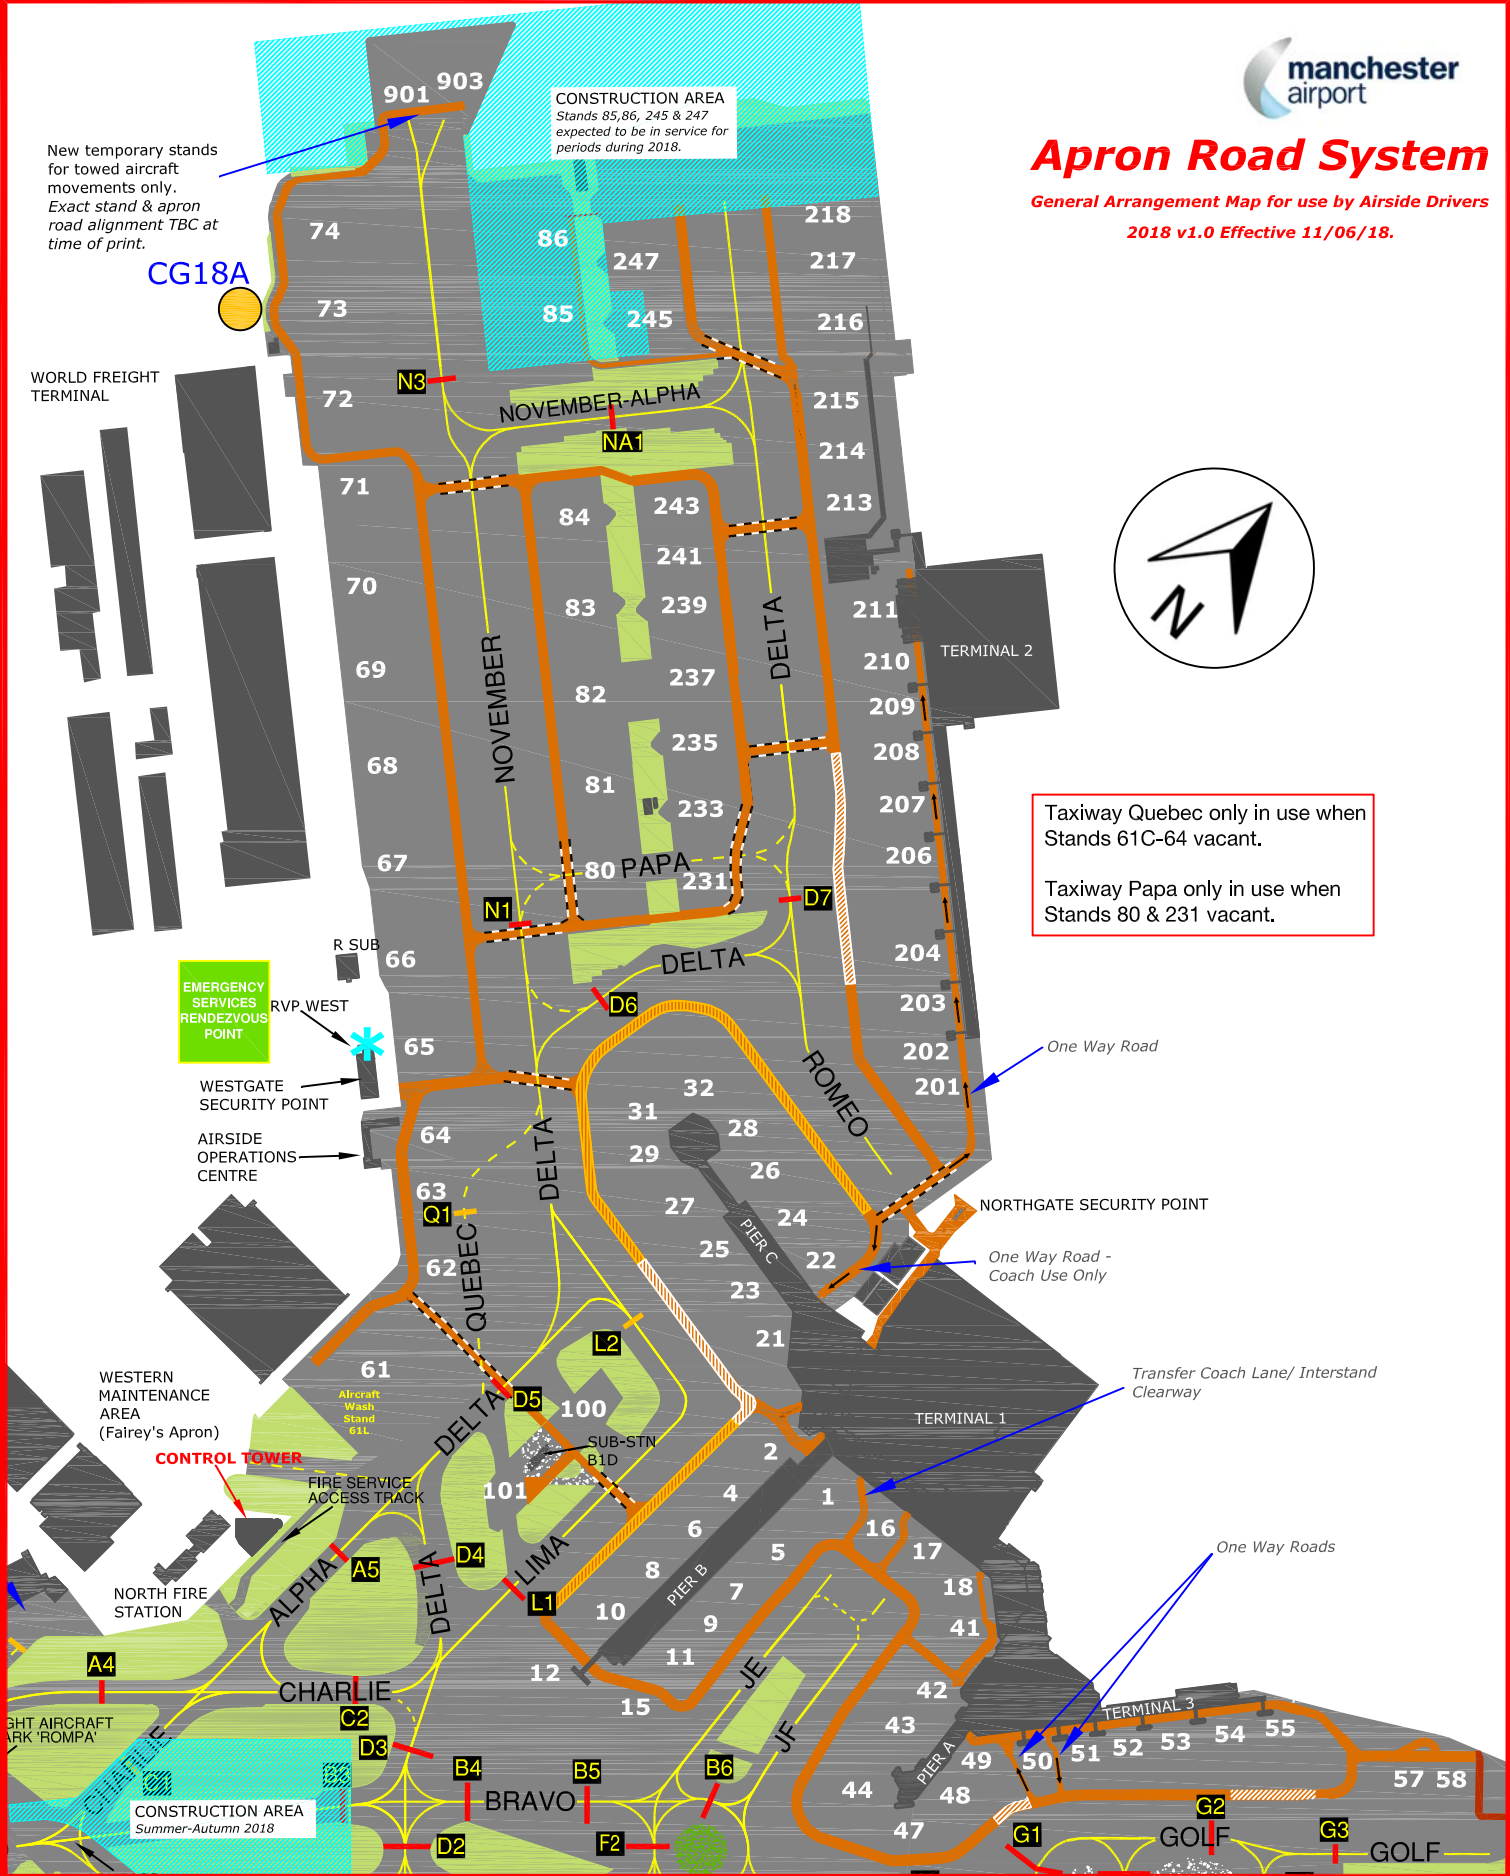 manchester
airport
Apron Road System
General Arrangement Map for use by Airside Drivers
2018 v1.0 Effective 11/06/18.
901
903
CONSTRUCTION AREA
Stands 85,86, 245 & 247
expected to be in service for
periods during 2018.
New temporary stands
for towed aircraft
movements only.
Exact stand & apron
road alignment TBC at
time of print.
CG18A
74
86
247
218
217
73
85
245
216
WORLD FREIGHT
TERMINAL
N3
72
NOVEMBER-ALPHA
215
NA1
214
71
84
243
213
241
70
83
239
211
DELTA
N
TERMINAL 2
210
69
NOVEMBER
82
237
209
68
81
235
208
233
207
Taxiway Quebec only in use when
Stands 61C-64 vacant.
Taxiway Papa only in use when
Stands 80 & 231 vacant.
67
80
PAPA
231
206
N1
D7
R SUB
66
DELTA
204
EMERGENCY
SERVICES
RENDEZVOUS
POINT
RVP WEST
D6
203
65
202
One Way Road
WESTGATE
SECURITY POINT
32
201
31
ROMEO
AIRSIDE
OPERATIONS
CENTRE
64
DELTA
28
29
26
63
Q1
27
24
NORTHGATE SECURITY POINT
PIER C
25
22
One Way Road -
Coach Use Only
62
QUEBEC
23
L2
21
61
Aircraft
Wash
Stand
61L
WESTERN
MAINTENANCE
AREA
(Fairey's Apron)
D5
100
DELTA
Transfer Coach Lane/ Interstand
Clearway
TERMINAL 1
CONTROL TOWER
SUB-STN
B1D
2
FIRE SERVICE
ACCESS TRACK
101
4
1
6
16
5
17
One Way Roads
A5
D4
LIMA
8
PIER B
7
18
NORTH FIRE
STATION
ALPHA
DELTA
L1
10
9
41
A4
12
11
JE
CHARLIE
15
42
C2
43
JF
TERMINAL 3
GHT AIRCRAFT
ARK 'ROMPA'
D3
B4
B5
B6
PIER A
49
50
51
52
53
54
55
57
58
44
48
BRAVO
CONSTRUCTION AREA
Summer-Autumn 2018
CHARLIE
D2
F2
47
G1
G2
GOLF
G3
GOLF